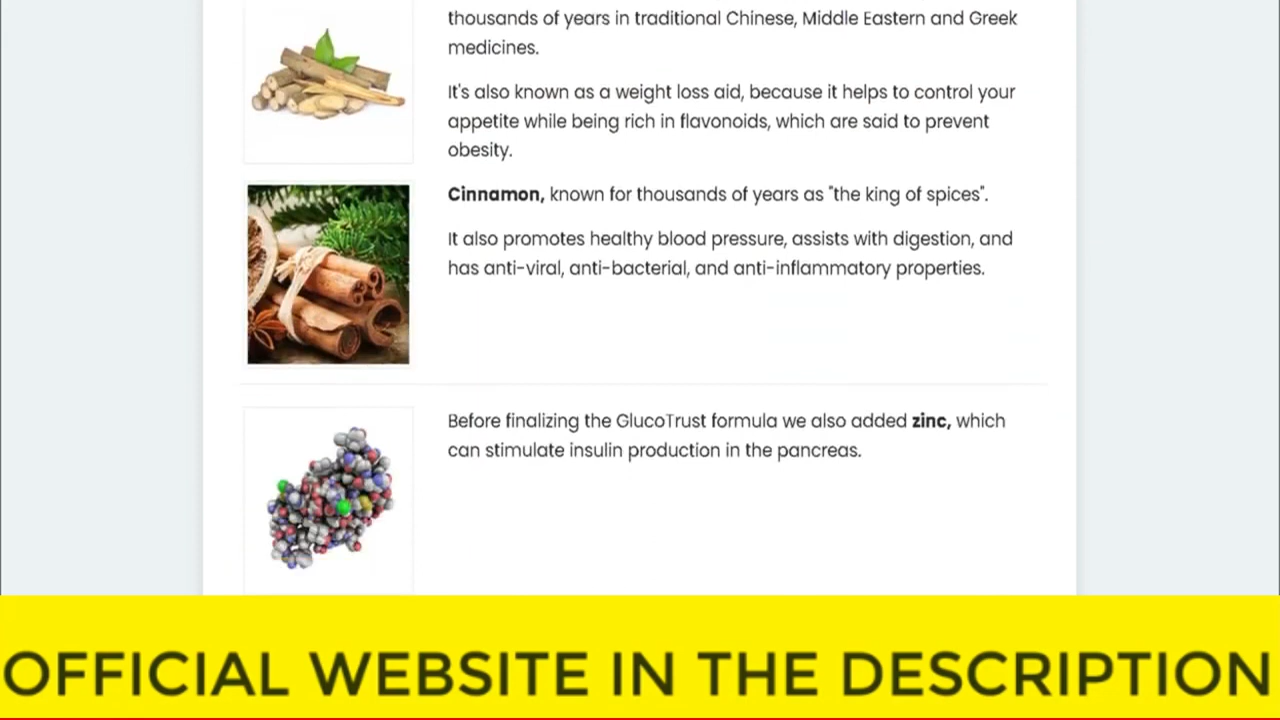 thousands of years in traditional Chinese, Middle Eastern and Greek
medicines.
It's also known as a weight loss aid, because it helps to control your
appetite while being rich in flavonoids, which are said to prevent
obesity.
Cinnamon, known for thousands of years as "the king of spices".
It also promotes healthy blood pressure, assists with digestion, and
has anti-viral, anti-bacterial, and anti-inflammatory properties.
Before finalizing the GlucoTrust formula we also added zinc, which
can stimulate insulin production in the pancreas.
OFFICIAL WEBSITE IN THE DESCRIPTION